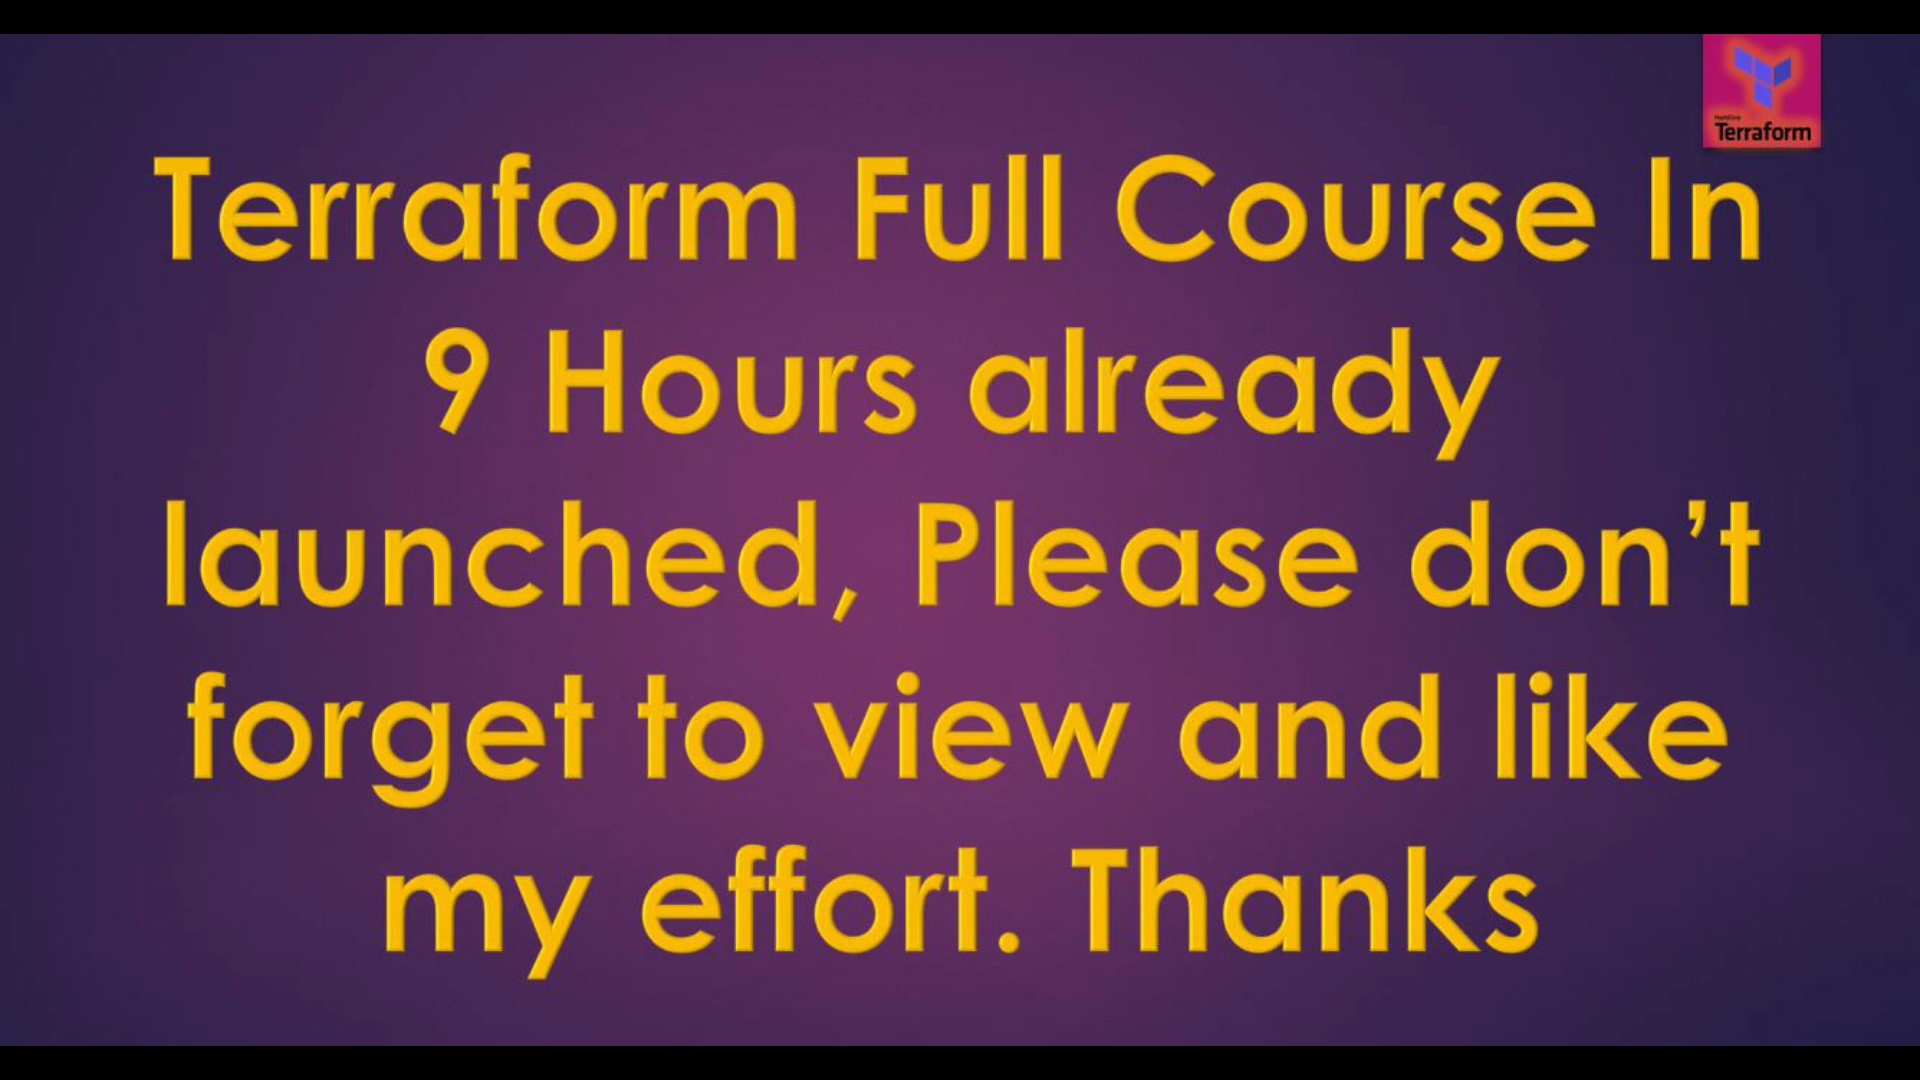 Terraform
Terraform Full Course In
9 Hours already
launched, Please don’t
forget to view and like
my effort. Thanks